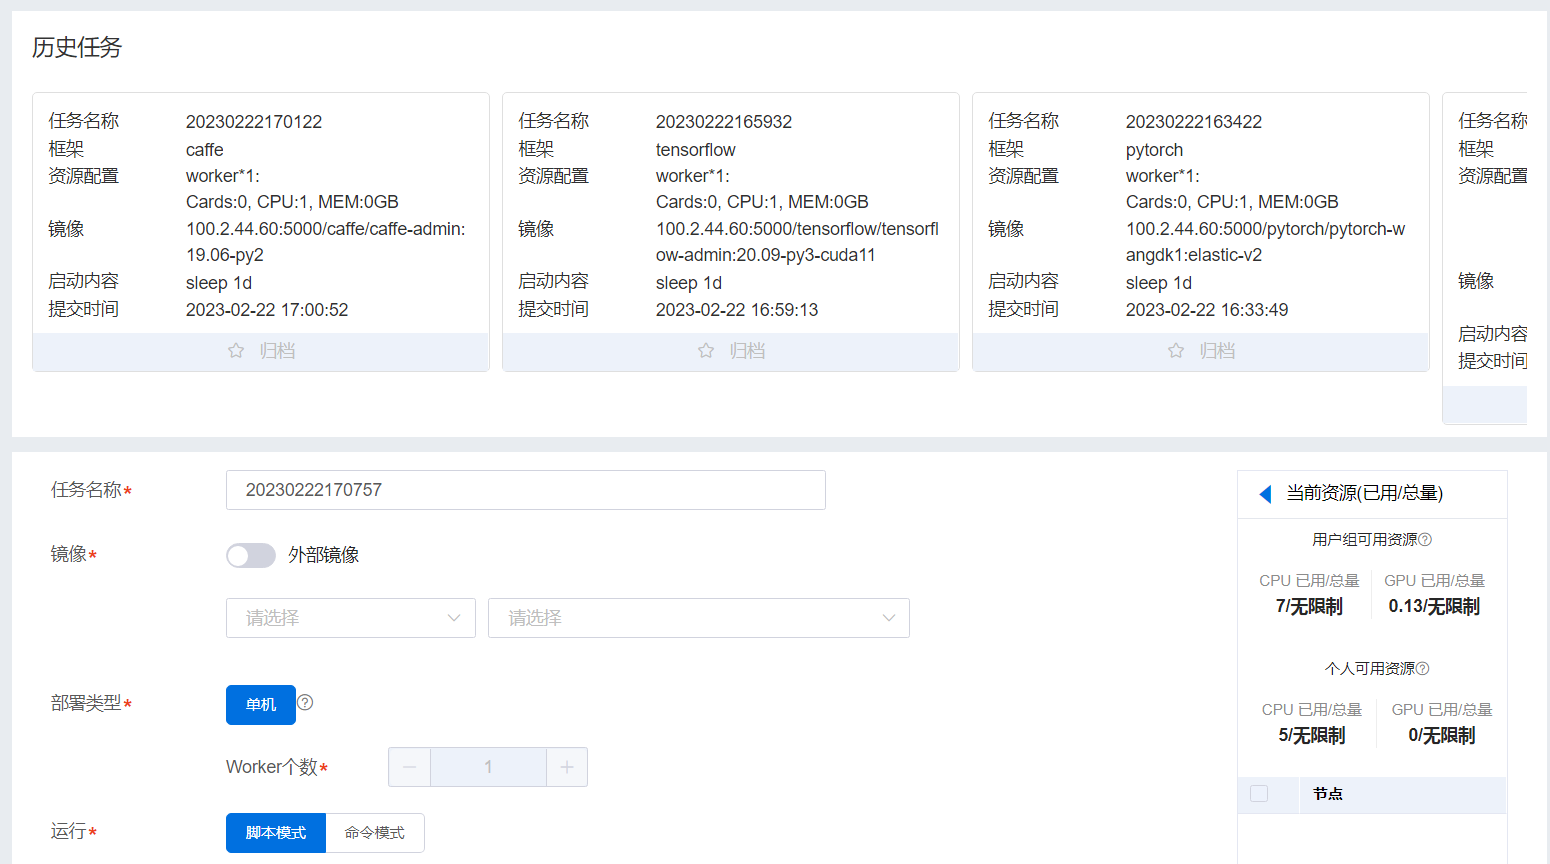 历史任务
任务名称 20230222170122
框架 caffe
资源配置 worker*1:
Cards:0, CPU:1, MEM:0GB
镜像 100.2.44.60:5000/caffe/caffe-admin:
19.06-py2
启动内容 sleep 1d
提交时间 2023-02-22 17:00:52
归档
任务名称 20230222165932
框架 tensorflow
资源配置 worker*1:
Cards:0, CPU:1, MEM:0GB
镜像 100.2.44.60:5000/tensorflow/tensorfl
ow-admin:20.09-py3-cuda11
启动内容 sleep 1d
提交时间 2023-02-22 16:59:13
归档
任务名称 20230222163422
框架 pytorch
资源配置 worker*1:
Cards:0, CPU:1, MEM:0GB
镜像 100.2.44.60:5000/pytorch/pytorch-w
angdk1:elastic-v2
启动内容 sleep 1d
提交时间 2023-02-22 16:33:49
归档
任务名称
框架
资源配置
镜像
启动内容
提交时间
任务名称* 20230222170757
镜像* 外部镜像
请选择 请选择
部署类型* 单机 ?
Worker个数* 1
运行* 脚本模式 命令模式
当前资源(已用/总量)
用户组可用资源?
CPU 已用/总量 GPU 已用/总量
7/无限制 0.13/无限制
个人可用资源?
CPU 已用/总量 GPU 已用/总量
5/无限制 0/无限制
节点